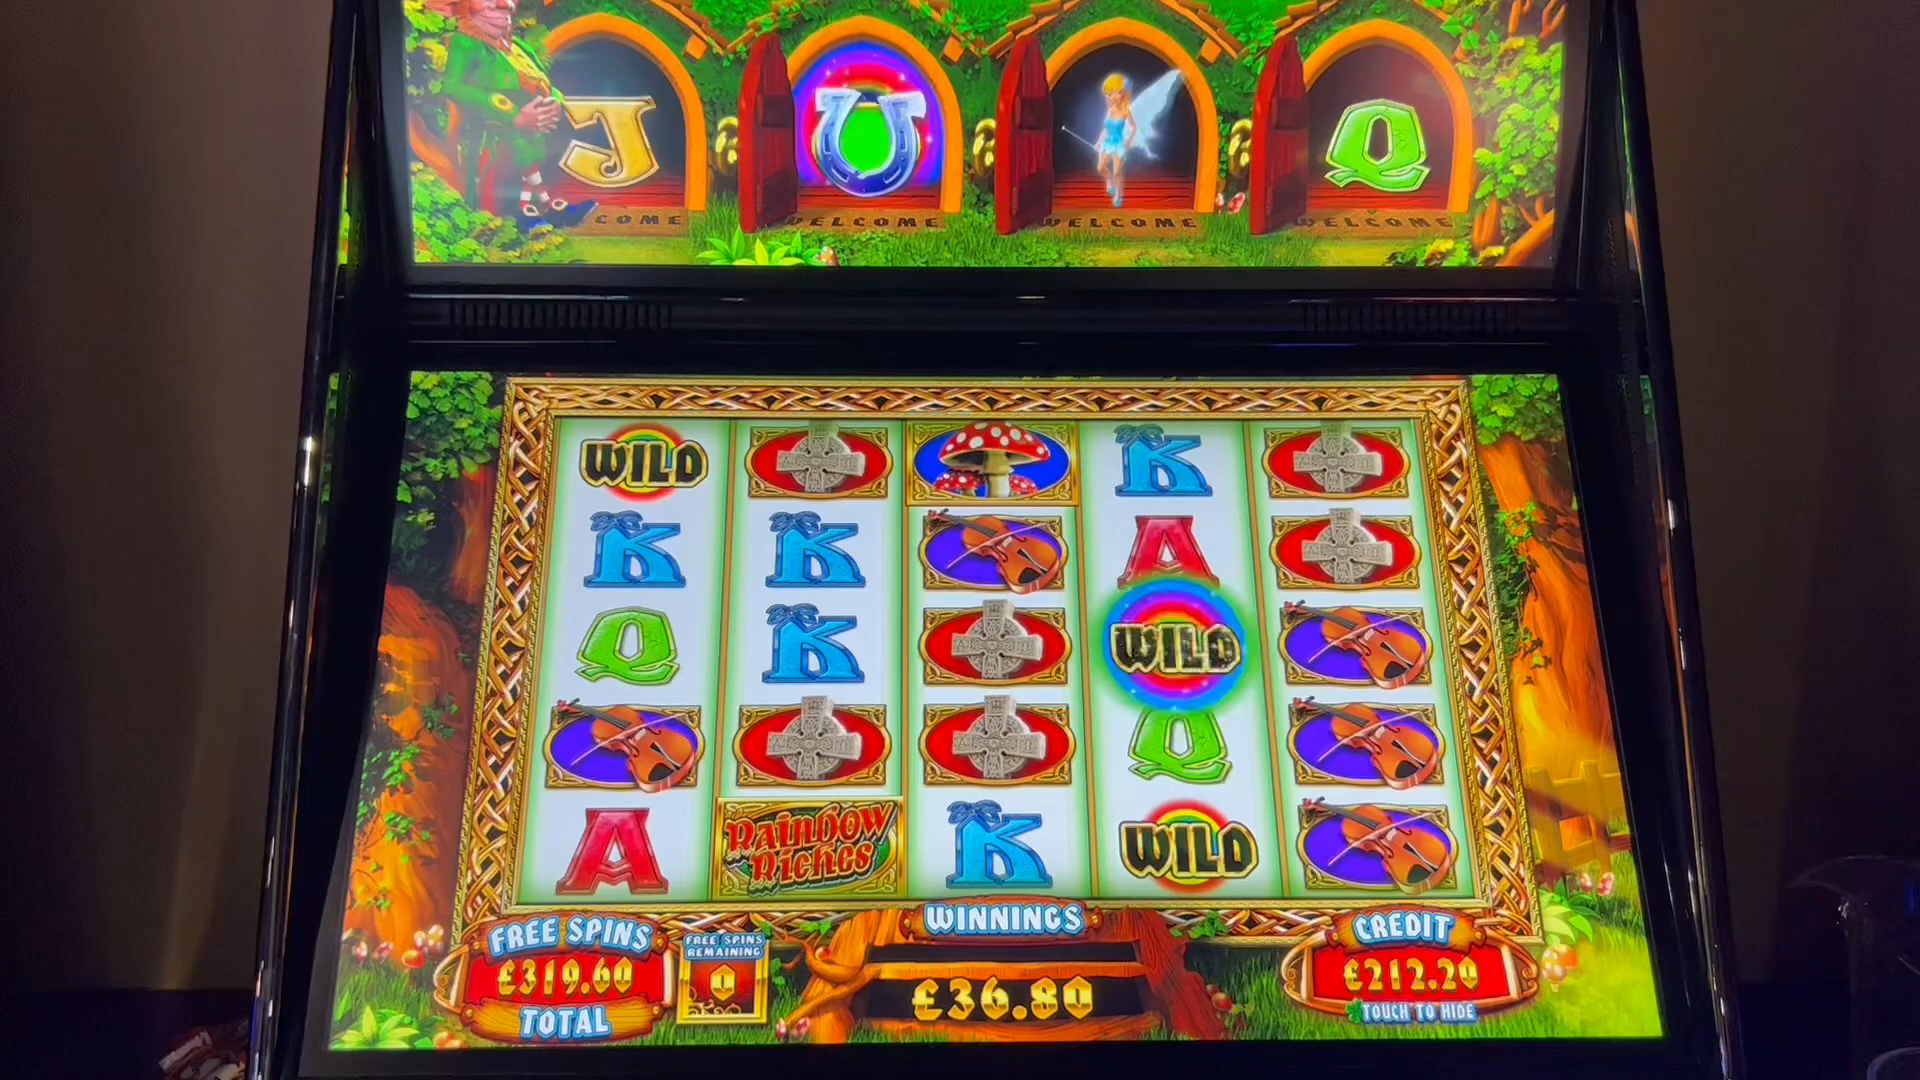 J
Q
COME
WELCOME
WELCOME
WELCOME
WILD
K
K
K
A
Q
K
WILD
Q
A
Rainbow
Riches
K
WILD
FREE SPINS
£319.60
TOTAL
FREE SPINS
REMAINING
0
WINNINGS
£36.80
CREDIT
£212.20
TOUCH TO HIDE